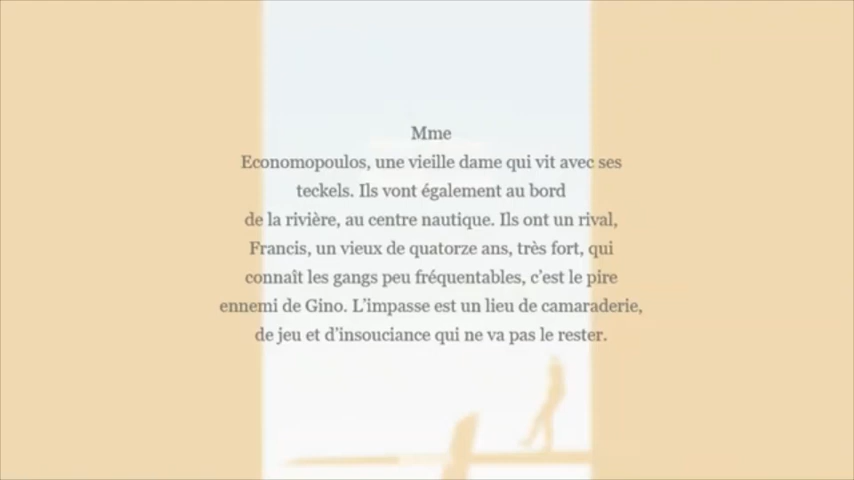 Mme
Economopoulos, une vieille dame qui vit avec ses
teckels. Ils vont également au bord
de la rivière, au centre nautique. Ils ont un rival,
Francis, un vieux de quatorze ans, très fort, qui
connaît les gangs peu fréquentables, c’est le pire
ennemi de Gino. L’impasse est un lieu de camaraderie,
de jeu et d’insouciance qui ne va pas le rester.